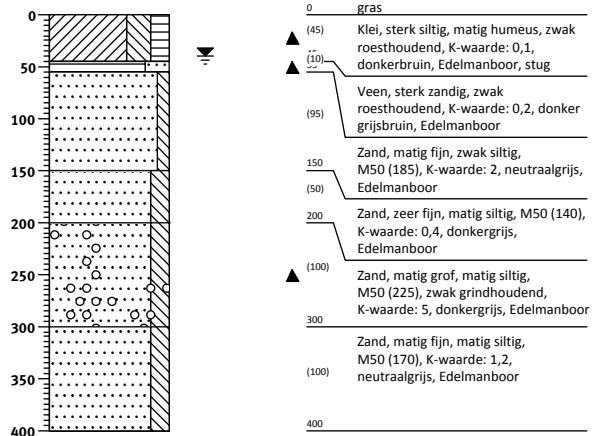 0
50
100
150
200
250
300
350
400
0
gras
(45)
Klei, sterk siltig, matig humeus, zwak
roesthoudend, K-waarde: 0,1,
donkerbruin, Edelmanboor, stug
(10)
Veen, sterk zandig, zwak
roesthoudend, K-waarde: 0,2, donker
grijsbruin, Edelmanboor
(95)
150
Zand, matig fijn, zwak siltig,
M50 (185), K-waarde: 2, neutraalgrijs,
Edelmanboor
(50)
200
Zand, zeer fijn, matig siltig, M50 (140),
K-waarde: 0,4, donkergrijs,
Edelmanboor
(100)
Zand, matig grof, matig siltig,
M50 (225), zwak grindhoudend,
K-waarde: 5, donkergrijs, Edelmanboor
300
Zand, matig fijn, matig siltig,
M50 (170), K-waarde: 1,2,
neutraalgrijs, Edelmanboor
(100)
400